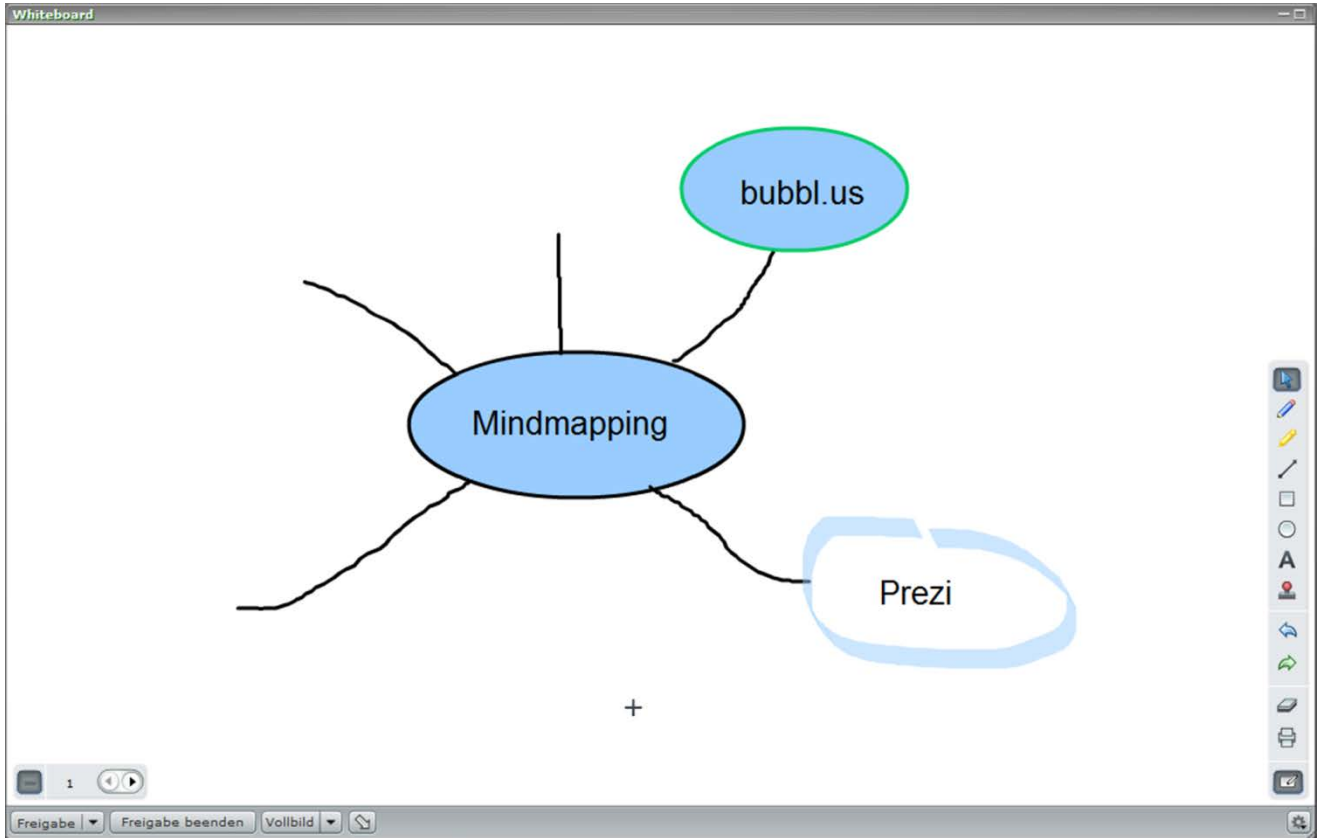 Whiteboard
bubbl.us
Mindmapping
Prezi
A
1
Freigabe
Freigabe beenden
Vollbild